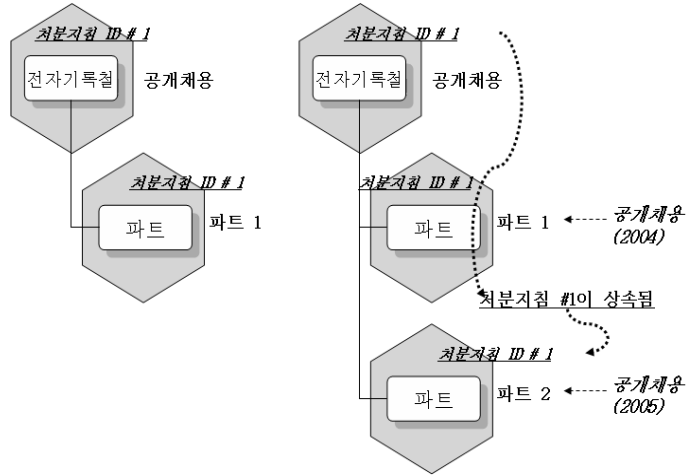 처분지침 ID # 1
전자기록철 공개채용
처분지침 ID # 1
파트 파트 1
처분지침 ID # 1
전자기록철 공개채용
처분지침 ID # 1
파트 파트 1 공개채용
(2004)
처분지침 #1이 상속됨
처분지침 ID # 1
파트 파트 2 공개채용
(2005)